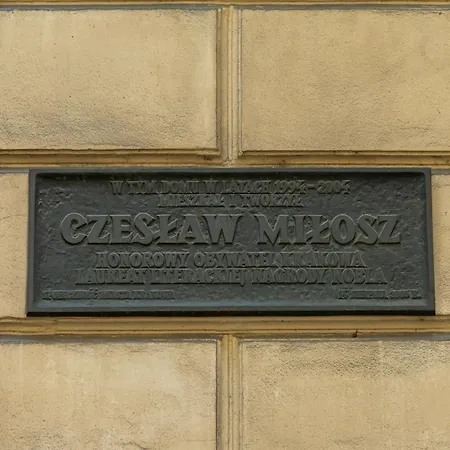 W TYM DOMU W LATACH 1994–2004
MIESZKAŁ I TWORZYŁ
CZESŁAW MIŁOSZ
HONOROWY OBYWATEL KRAKOWA
LAUREAT LITERACKIEJ NAGRODY NOBLA